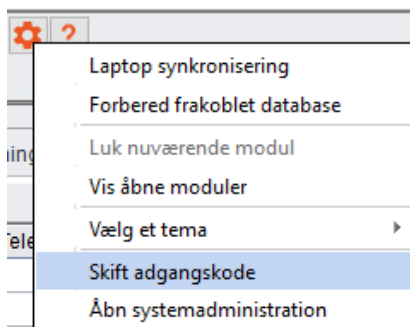 ?
Laptop synkronisering
Forbered frakoblet database
Luk nuværende modul
Vis åbne moduler
Vælg et tema
Skift adgangskode
Åbn systemadministration